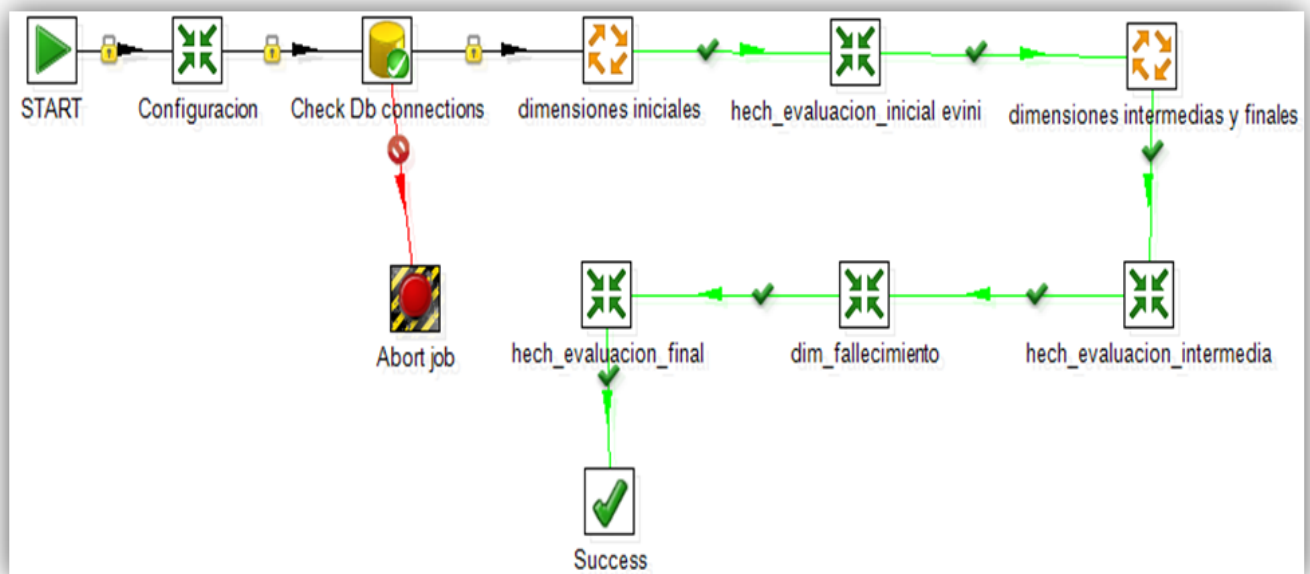 START
Configuracion
Check Db connections
dimensiones iniciales
hech_evaluacion_inicial evini
dimensiones intermedias y finales
Abort job
hech_evaluacion_final
dim_fallecimiento
hech_evaluacion_intermedia
Success